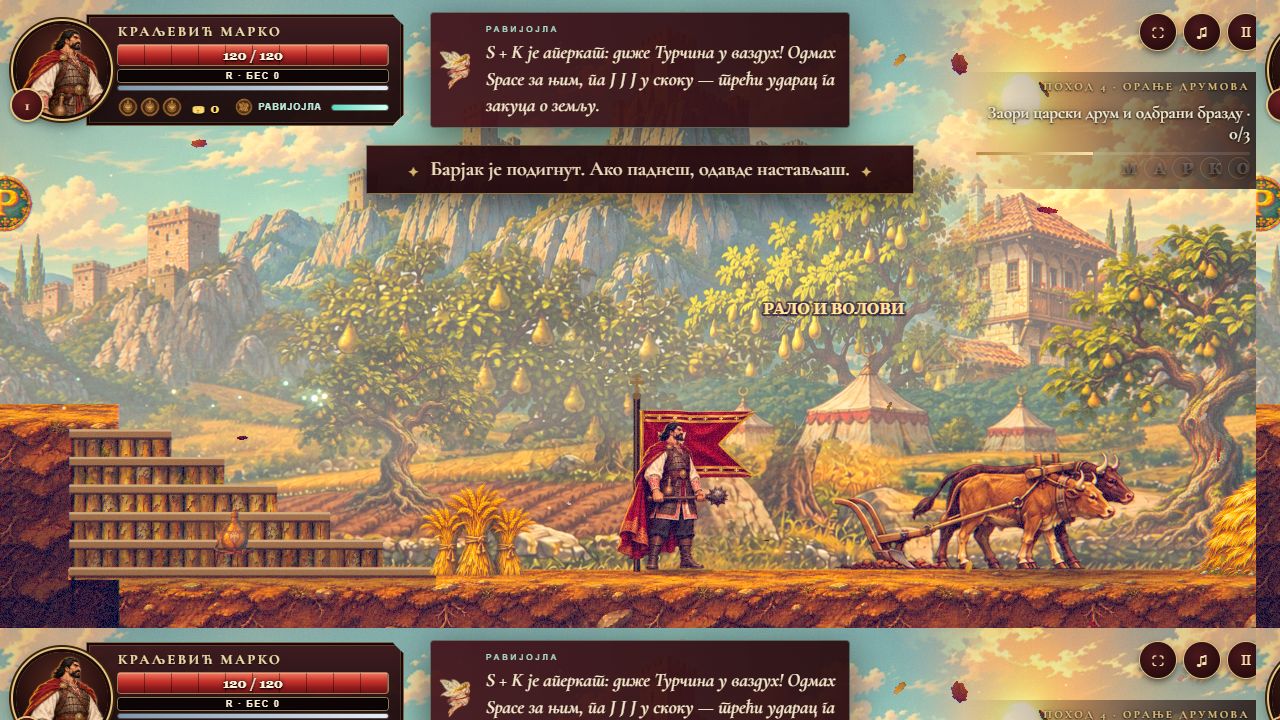 КРАЉЕВИЋ МАРКО
120 / 120
R · БЕС 0
I
0
РАВИЈОЈЛА
РАВИЈОЈЛА
S + K је аперкат: диже Турчина у ваздух! Одмах
Space за њим, па J J J у скоку — трећи ударац га
закуца о земљу.
II
ПОХОД 4 · ОРАЊЕ ДРУМОВА
Заори царски друм и одбрани бразду ·
0/3
М А Р К О
✦ Барјак је подигнут. Ако паднеш, одавде настављаш. ✦
РАЛО И ВОЛОВИ
КРАЉЕВИЋ МАРКО
120 / 120
R · БЕС 0
РАВИЈОЈЛА
S + K је аперкат: диже Турчина у ваздух! Одмах
Space за њим, па J J J у скоку — трећи ударац га
II
ПОХОД 4 · ОРАЊЕ ДРУМОВА